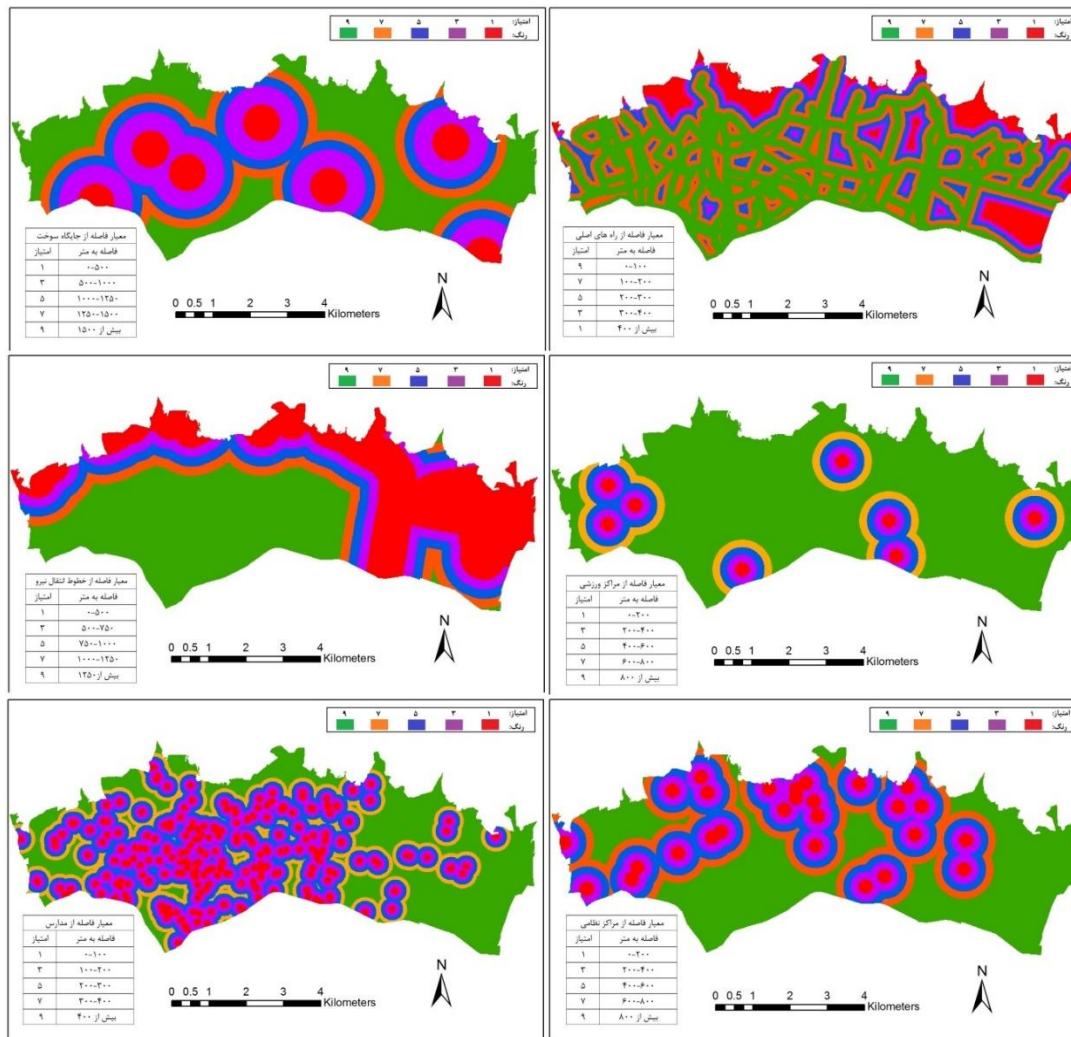 امتیاز: ۱ ۳ ۵ ۷ ۹
رنگ:
معیار فاصله از جایگاه سوخت
فاصله به متر امتیاز
۰-۵۰۰ ۱
۵۰۰-۱۰۰۰ ۳
۱۰۰۰-۱۲۵۰ ۵
۱۲۵۰-۱۵۰۰ ۷
بیش از ۱۵۰۰ ۹
N
0 0.5 1 2 3 4
Kilometers
امتیاز: ۱ ۳ ۵ ۷ ۹
رنگ:
معیار فاصله از راه های اصلی
فاصله به متر امتیاز
۰-۱۰۰ ۹
۱۰۰-۲۰۰ ۷
۲۰۰-۳۰۰ ۵
۳۰۰-۴۰۰ ۳
بیش از ۴۰۰ ۱
N
0 0.5 1 2 3 4
Kilometers
امتیاز: ۱ ۳ ۵ ۷ ۹
رنگ:
معیار فاصله از خطوط انتقال نیرو
فاصله به متر امتیاز
۰-۵۰۰ ۱
۵۰۰-۷۵۰ ۳
۷۵۰-۱۰۰۰ ۵
۱۰۰۰-۱۲۵۰ ۷
بیش از ۱۲۵۰ ۹
N
0 0.5 1 2 3 4
Kilometers
امتیاز: ۱ ۳ ۵ ۷ ۹
رنگ:
معیار فاصله از مراکز ورزشی
فاصله به متر امتیاز
۰-۲۰۰ ۱
۲۰۰-۴۰۰ ۳
۴۰۰-۶۰۰ ۵
۶۰۰-۸۰۰ ۷
بیش از ۸۰۰ ۹
N
0 0.5 1 2 3 4
Kilometers
امتیاز: ۱ ۳ ۵ ۷ ۹
رنگ:
معیار فاصله از مدارس
فاصله به متر امتیاز
۰-۱۰۰ ۱
۱۰۰-۲۰۰ ۳
۲۰۰-۳۰۰ ۵
۳۰۰-۴۰۰ ۷
بیش از ۴۰۰ ۹
N
0 0.5 1 2 3 4
Kilometers
امتیاز: ۱ ۳ ۵ ۷ ۹
رنگ:
معیار فاصله از مراکز نظامی
فاصله به متر امتیاز
۰-۲۰۰ ۱
۲۰۰-۴۰۰ ۳
۴۰۰-۶۰۰ ۵
۶۰۰-۸۰۰ ۷
بیش از ۸۰۰ ۹
N
0 0.5 1 2 3 4
Kilometers